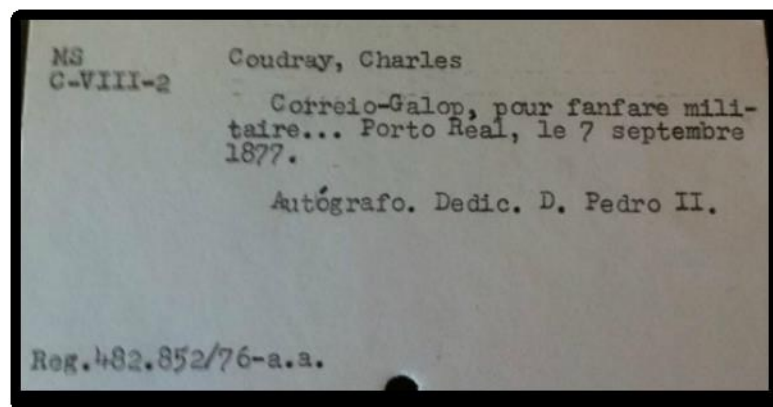 MS
C-VIII-2
Coudray, Charles
Correio-Galop, pour fanfare mili-
taire... Porto Real, le 7 septembre
1877.
Autógrafo. Dedic. D. Pedro II.
Reg.482.852/76-a.a.